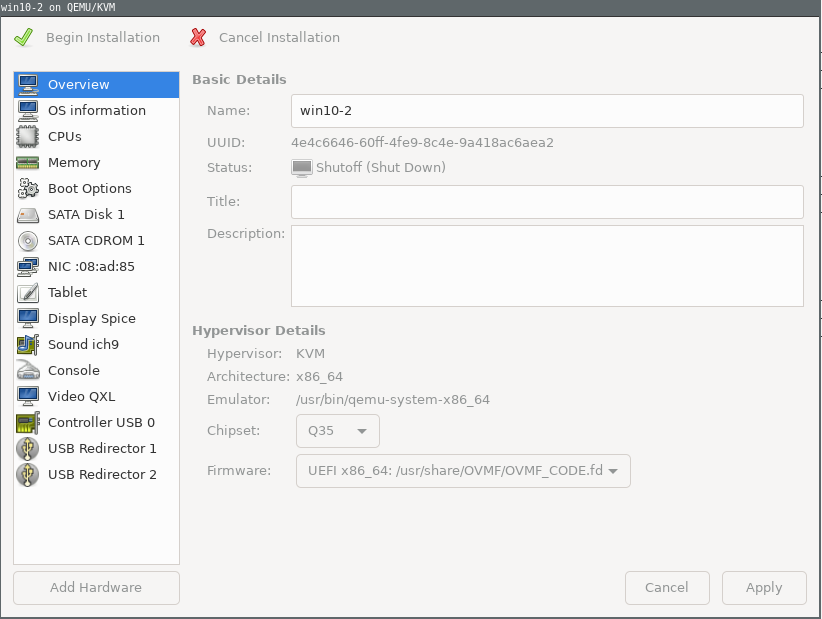 win10-2 on QEMU/KVM
Begin Installation Cancel Installation
Overview
OS information
CPUs
Memory
Boot Options
SATA Disk 1
SATA CDROM 1
NIC :08:ad:85
Tablet
Display Spice
Sound ich9
Console
Video QXL
Controller USB 0
USB Redirector 1
USB Redirector 2
Add Hardware
Basic Details
Name: win10-2
UUID: 4e4c6646-60ff-4fe9-8c4e-9a418ac6aea2
Status: Shutoff (Shut Down)
Title:
Description:
Hypervisor Details
Hypervisor: KVM
Architecture: x86_64
Emulator: /usr/bin/qemu-system-x86_64
Chipset: Q35
Firmware: UEFI x86_64: /usr/share/OVMF/OVMF_CODE.fd
Cancel Apply